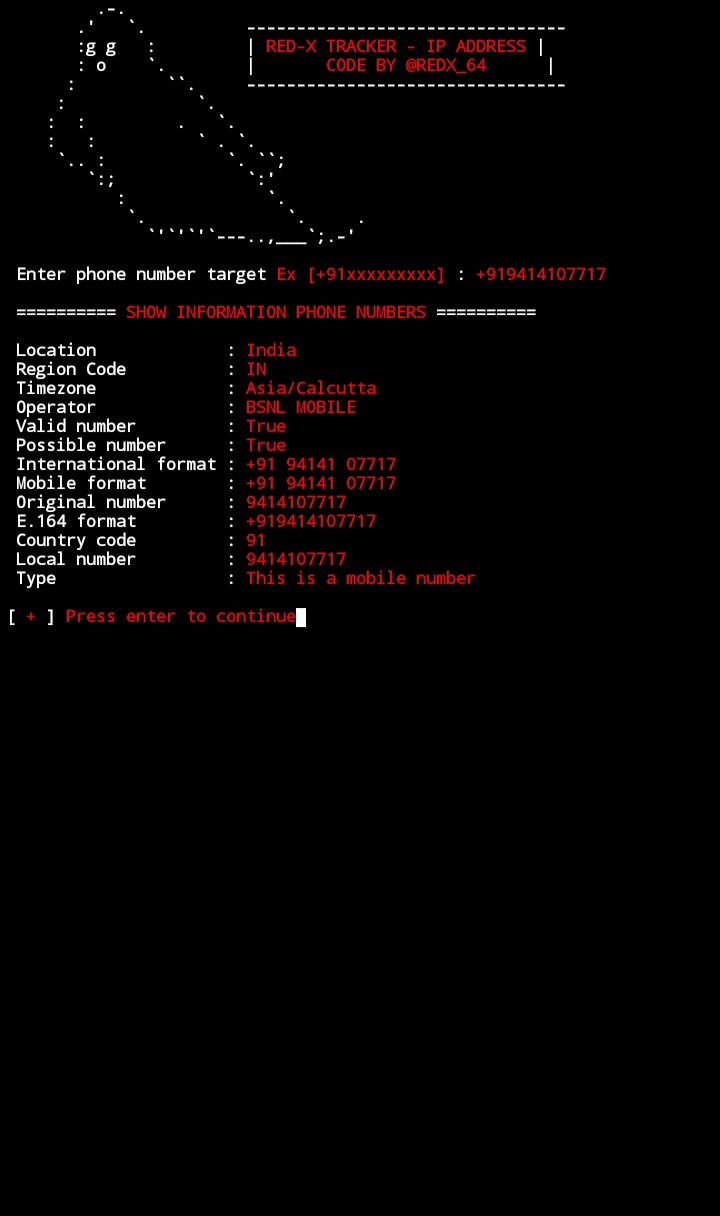 RED-X TRACKER - IP ADDRESS
CODE BY @REDX_64
Enter phone number target Ex [+91xxxxxxxxx] : +919414107717
========== SHOW INFORMATION PHONE NUMBERS ==========
Location : India
Region Code : IN
Timezone : Asia/Calcutta
Operator : BSNL MOBILE
Valid number : True
Possible number : True
International format : +91 94141 07717
Mobile format : +91 94141 07717
Original number : 9414107717
E.164 format : +919414107717
Country code : 91
Local number : 9414107717
Type : This is a mobile number
[ + ] Press enter to continue